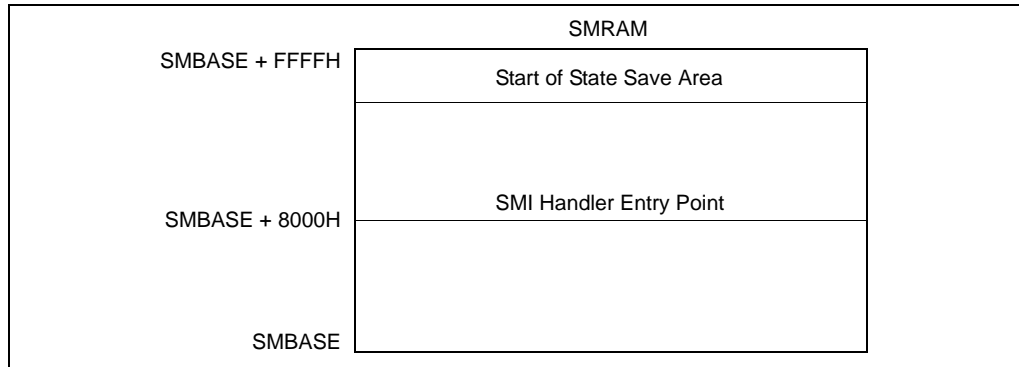 SMRAM
SMBASE + FFFFH
Start of State Save Area
SMI Handler Entry Point
SMBASE + 8000H
SMBASE